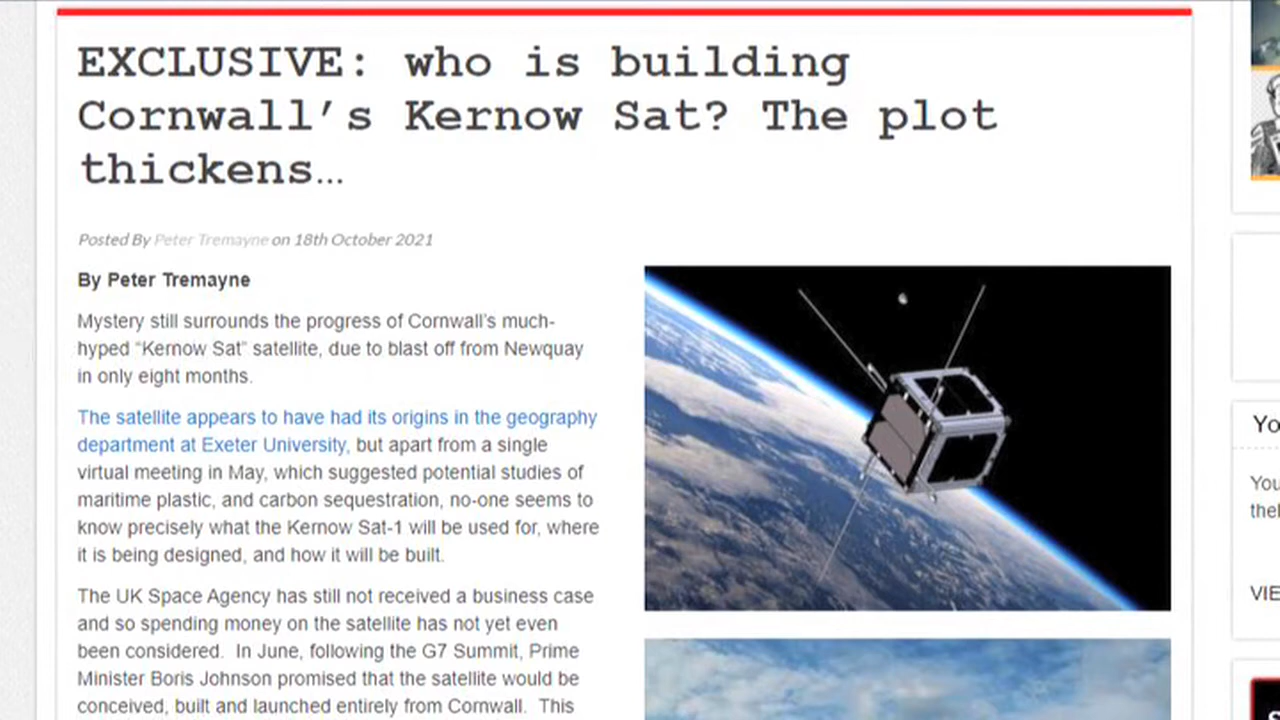 EXCLUSIVE: who is building
Cornwall’s Kernow Sat? The plot
thickens…
Posted By Peter Tremayne on 18th October 2021
By Peter Tremayne
Mystery still surrounds the progress of Cornwall’s much-
hyped “Kernow Sat” satellite, due to blast off from Newquay
in only eight months.
The satellite appears to have had its origins in the geography
department at Exeter University, but apart from a single
virtual meeting in May, which suggested potential studies of
maritime plastic, and carbon sequestration, no-one seems to
know precisely what the Kernow Sat-1 will be used for, where
it is being designed, and how it will be built.
The UK Space Agency has still not received a business case
and so spending money on the satellite has not yet even
been considered.  In June, following the G7 Summit, Prime
Minister Boris Johnson promised that the satellite would be
conceived, built and launched entirely from Cornwall.  This
Yo
You
VIE